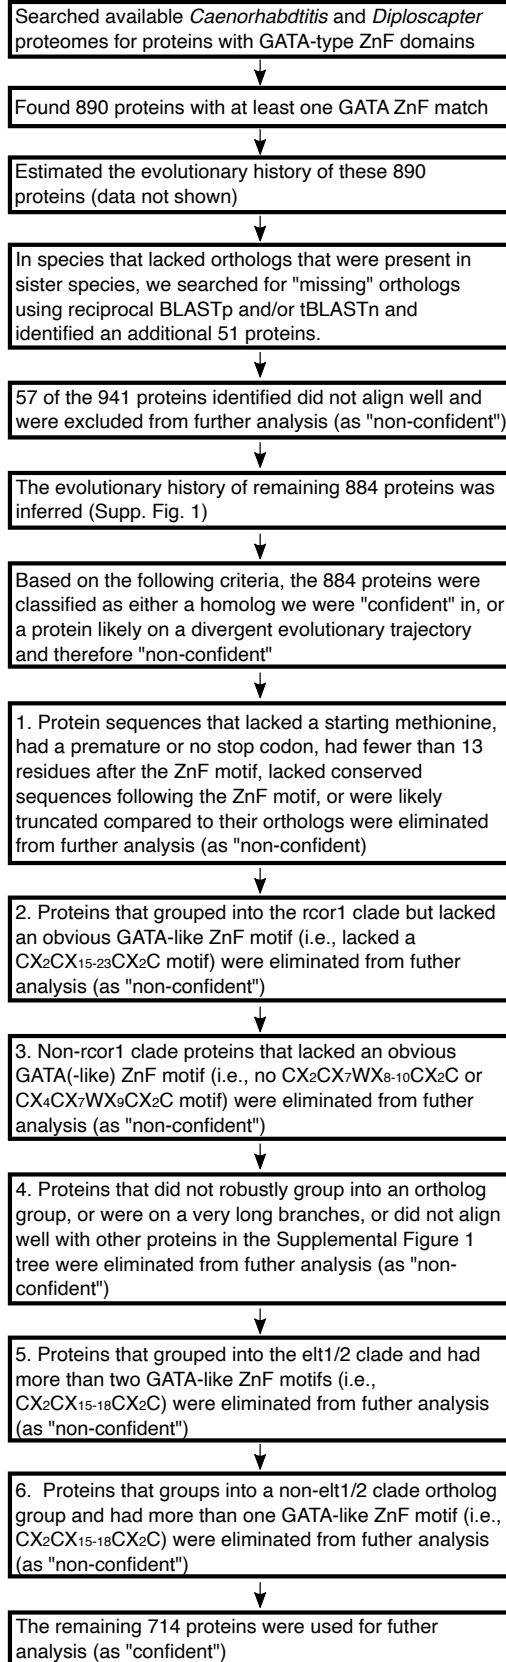 Searched available Caenorhabdtitis and Diploscapter
proteomes for proteins with GATA-type ZnF domains
Found 890 proteins with at least one GATA ZnF match
Estimated the evolutionary history of these 890
proteins (data not shown)
In species that lacked orthologs that were present in
sister species, we searched for "missing" orthologs
using reciprocal BLASTp and/or tBLASTn and
identified an additional 51 proteins.
57 of the 941 proteins identified did not align well and
were excluded from further analysis (as "non-confident")
The evolutionary history of remaining 884 proteins was
inferred (Supp. Fig. 1)
Based on the following criteria, the 884 proteins were
classified as either a homolog we were "confident" in, or
a protein likely on a divergent evolutionary trajectory
and therefore "non-confident"
1. Protein sequences that lacked a starting methionine,
had a premature or no stop codon, had fewer than 13
residues after the ZnF motif, lacked conserved
sequences following the ZnF motif, or were likely
truncated compared to their orthologs were eliminated
from further analysis (as "non-confident)
2. Proteins that grouped into the rcor1 clade but lacked
an obvious GATA-like ZnF motif (i.e., lacked a
CX2CX15-23CX2C motif) were eliminated from futher
analysis (as "non-confident")
3. Non-rcor1 clade proteins that lacked an obvious
GATA(-like) ZnF motif (i.e., no CX2CX7WX8-10CX2C or
CX4CX7WX9CX2C motif) were eliminated from futher
analysis (as "non-confident")
4. Proteins that did not robustly group into an ortholog
group, or were on a very long branches, or did not align
well with other proteins in the Supplemental Figure 1
tree were eliminated from futher analysis (as "non-
confident")
5. Proteins that grouped into the elt1/2 clade and had
more than two GATA-like ZnF motifs (i.e.,
CX2CX15-18CX2C) were eliminated from futher analysis
(as "non-confident")
6.  Proteins that groups into a non-elt1/2 clade ortholog
group and had more than one GATA-like ZnF motif (i.e.,
CX2CX15-18CX2C) were eliminated from futher analysis
(as "non-confident")
The remaining 714 proteins were used for futher
analysis (as "confident")